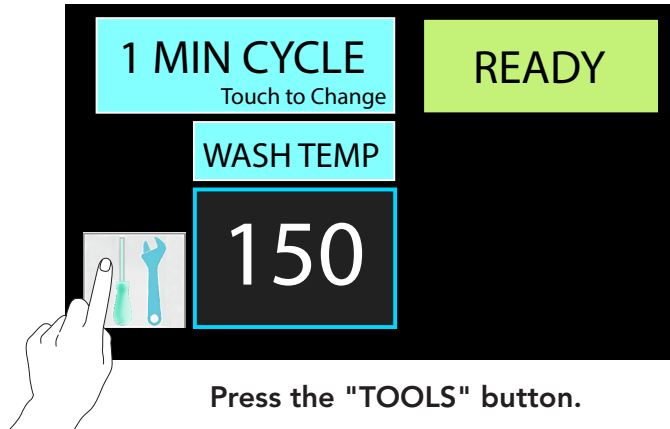 1 MIN CYCLE
Touch to Change
READY
WASH TEMP
150
Press the "TOOLS" button.